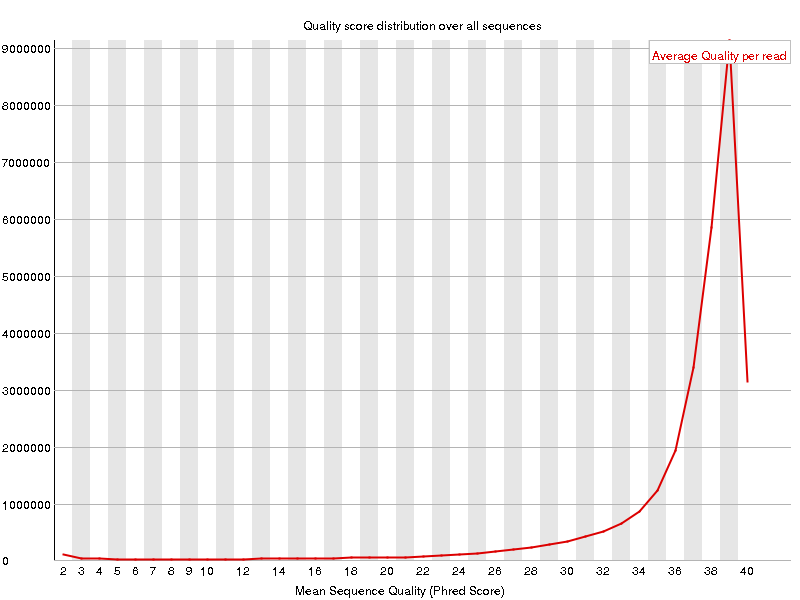 Quality score distribution over all sequences
Average Quality per read
9000000
8000000
7000000
6000000
5000000
4000000
3000000
2000000
1000000
0
2 3 4 5 6 7 8 9 10 12 14 16 18 20 22 24 26 28 30 32 34 36 38 40
Mean Sequence Quality (Phred Score)